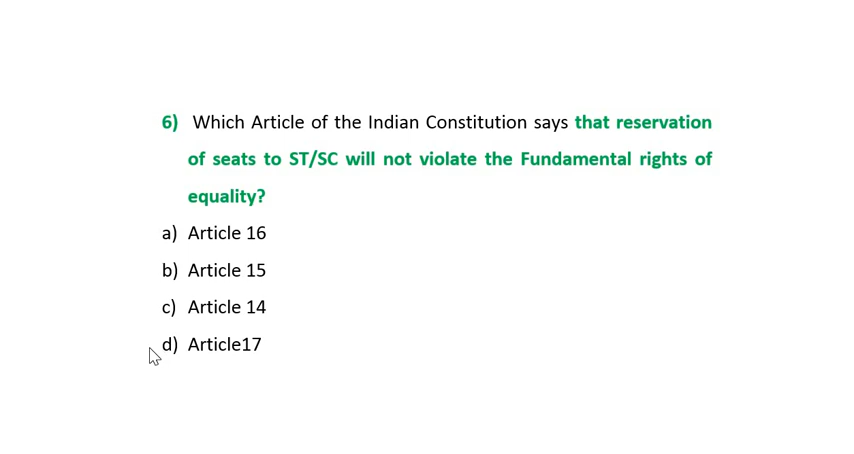 6) Which Article of the Indian Constitution says that reservation
of seats to ST/SC will not violate the Fundamental rights of
equality?
a) Article 16
b) Article 15
c) Article 14
d) Article17